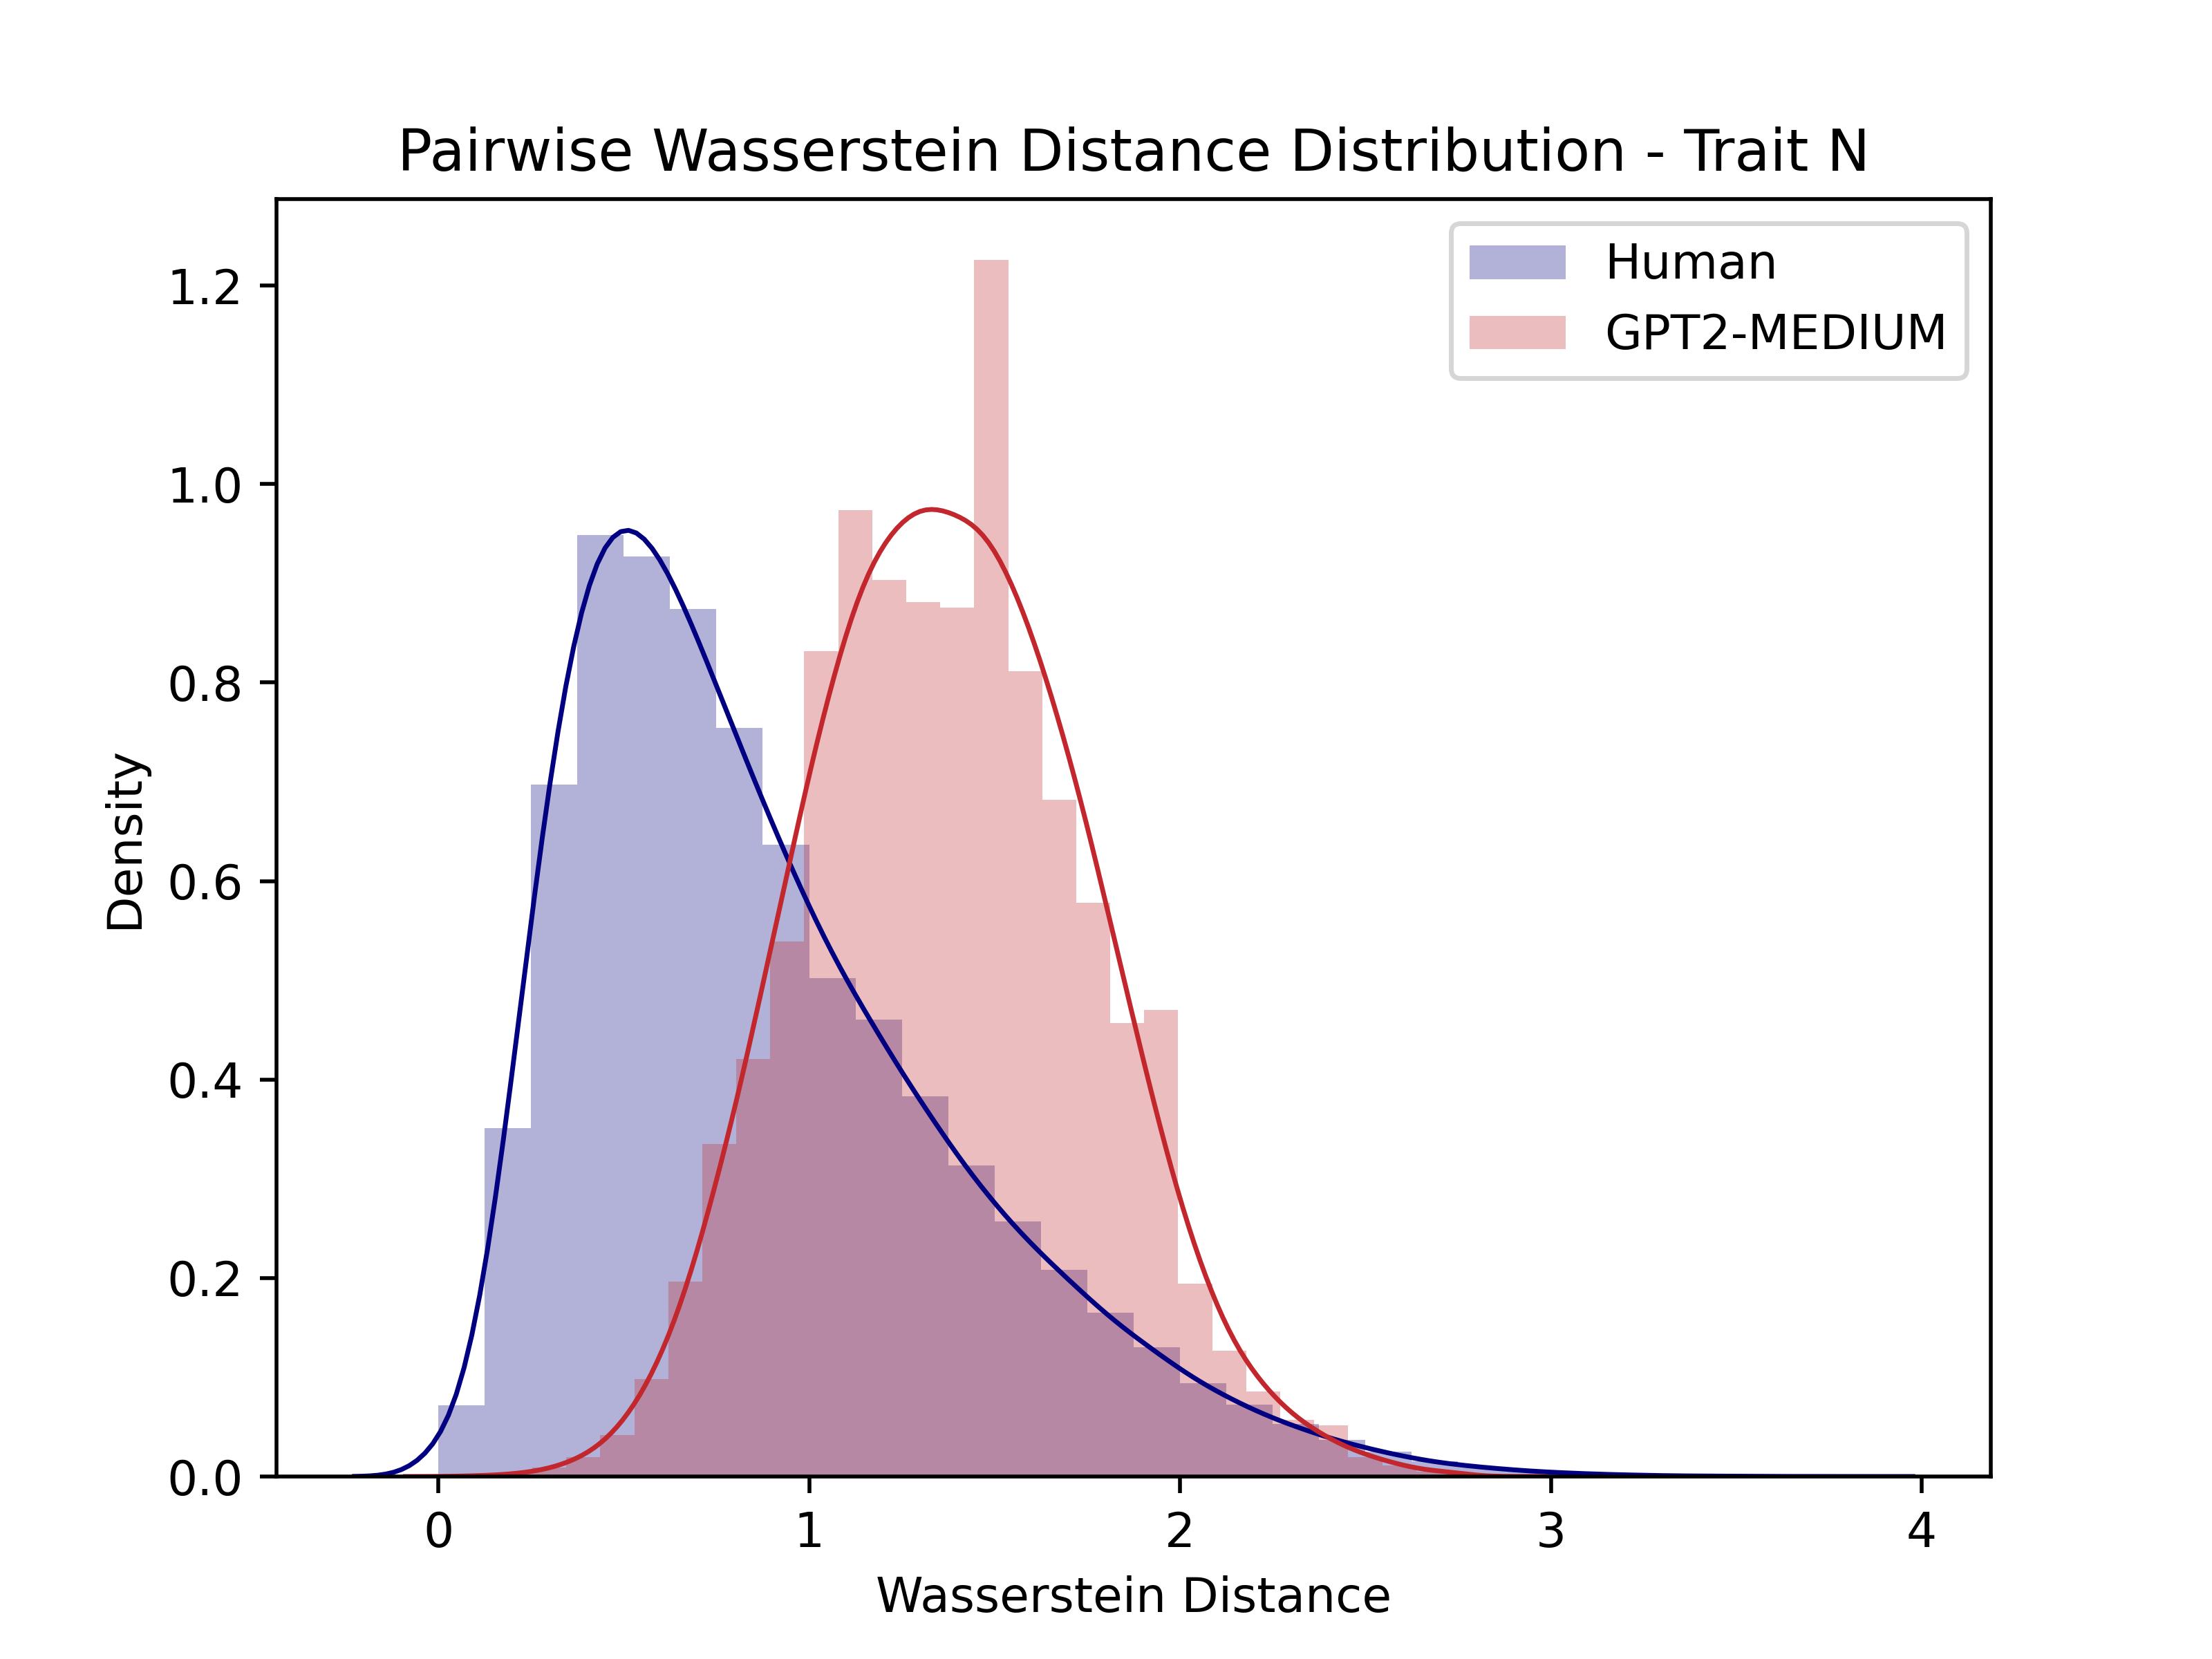 Pairwise Wasserstein Distance Distribution - Trait N
Human
GPT2-MEDIUM
1.2
1.0
0.8
0.6
0.4
0.2
0.0
Density
0 1 2 3 4
Wasserstein Distance